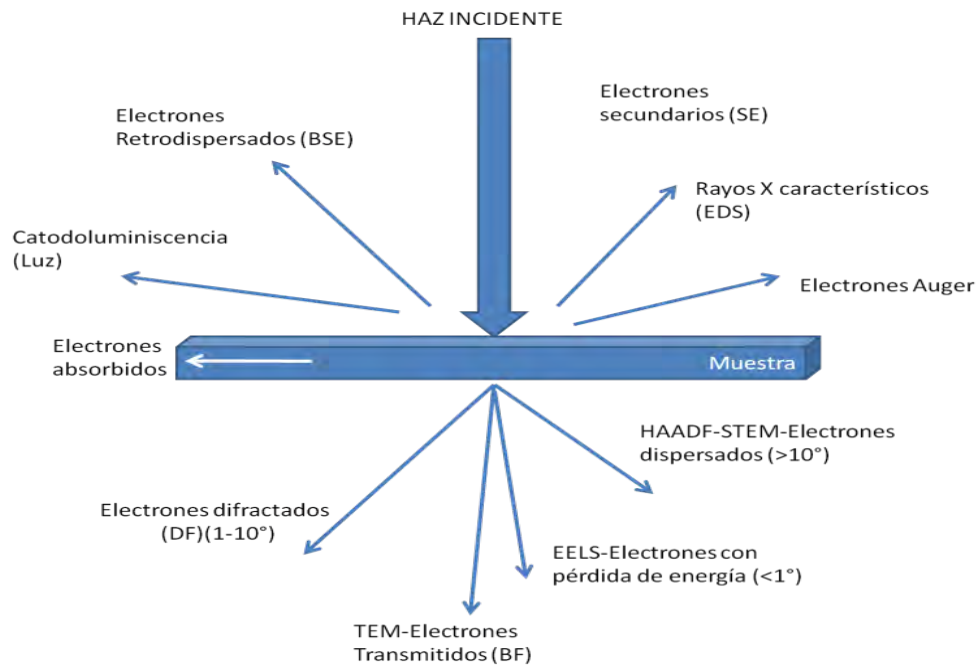 HAZ INCIDENTE
Electrones
Retrodispersados (BSE)
Electrones
secundarios (SE)
Rayos X característicos
(EDS)
Catodoluminiscencia
(Luz)
Electrones Auger
Electrones
absorbidos
Muestra
HAADF-STEM-Electrones
dispersados (>10°)
Electrones difractados
(DF)(1-10°)
EELS-Electrones con
pérdida de energía (<1°)
TEM-Electrones
Transmitidos (BF)